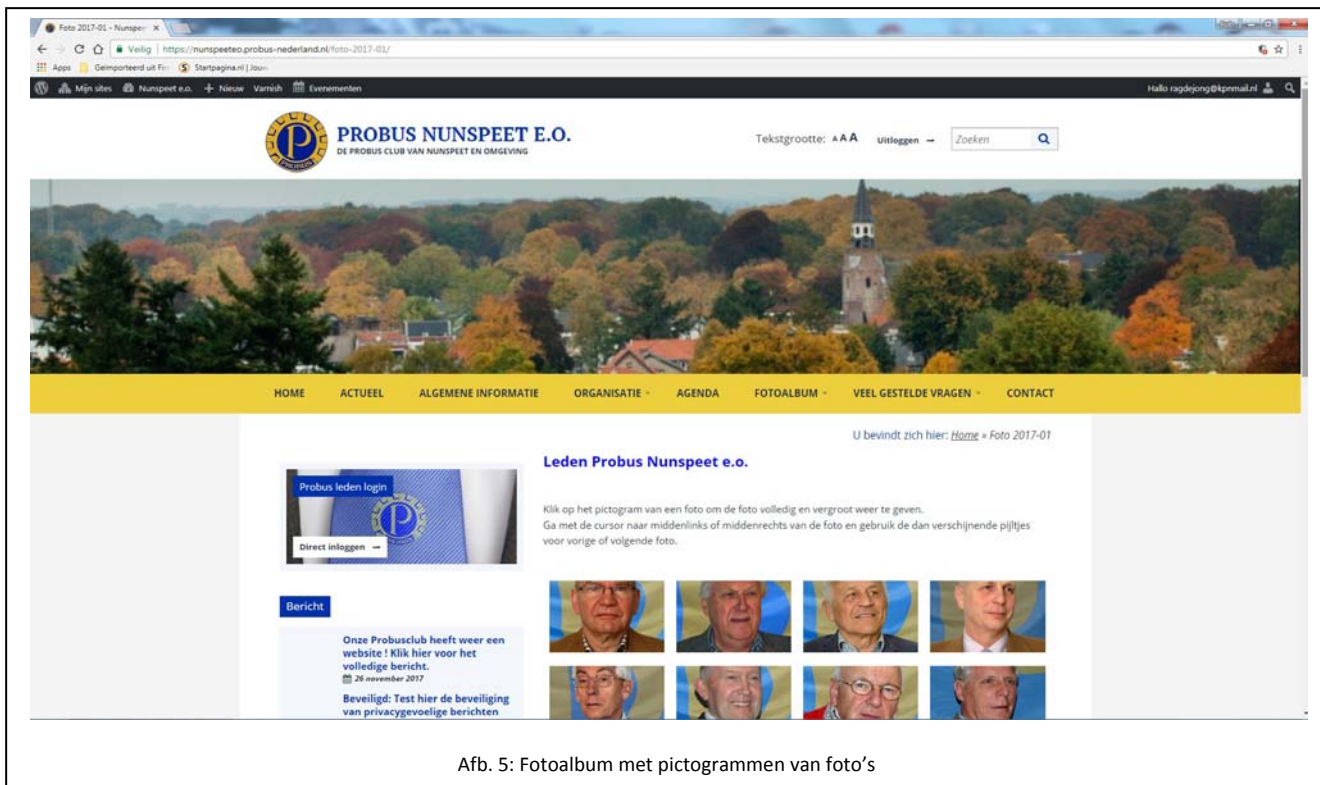 Foto 2017-01 - Nunspee
Veilig | https://nunspeeteo.probus-nederland.nl/foto-2017-01/
Apps Geïmporteerd uit Fir Startpagina.nl | Jouw
Mijn sites Nunspeet e.o. + Nieuw Varnish Evenementen Hallo ragdejong@kpnmail.nl
PROBUS NUNSPEET E.O.
DE PROBUS CLUB VAN NUNSPEET EN OMGEVING
Tekstgrootte: A A A Uitloggen → Zoeken
HOME ACTUEEL ALGEMENE INFORMATIE ORGANISATIE AGENDA FOTOALBUM VEEL GESTELDE VRAGEN CONTACT
U bevindt zich hier: Home » Foto 2017-01
Probus leden login
Direct inloggen →
Bericht
Onze Probusclub heeft weer een
website ! Klik hier voor het
volledige bericht.
26 november 2017
Beveiligd: Test hier de beveiliging
van privacygevoelige berichten
Leden Probus Nunspeet e.o.
Klik op het pictogram van een foto om de foto volledig en vergroot weer te geven.
Ga met de cursor naar middenlinks of middenrechts van de foto en gebruik de dan verschijnende pijltjes
voor vorige of volgende foto.
Afb. 5: Fotoalbum met pictogrammen van foto’s